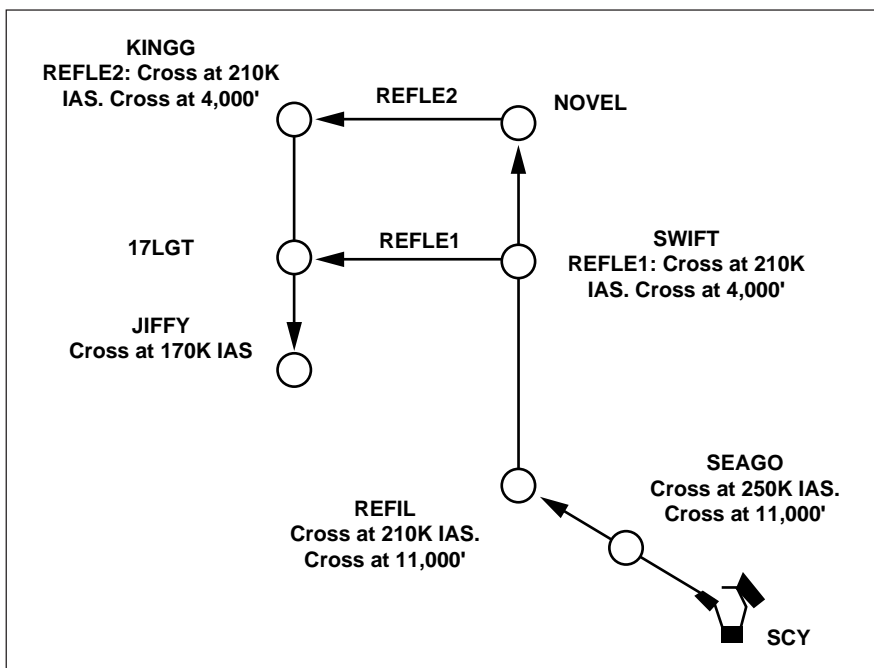 KINGG
REFLE2: Cross at 210K
IAS. Cross at 4,000'
REFLE2
NOVEL
17LGT
REFLE1
SWIFT
REFLE1: Cross at 210K
IAS. Cross at 4,000'
JIFFY
Cross at 170K IAS
SEAGO
Cross at 250K IAS.
Cross at 11,000'
REFIL
Cross at 210K IAS.
Cross at 11,000'
SCY